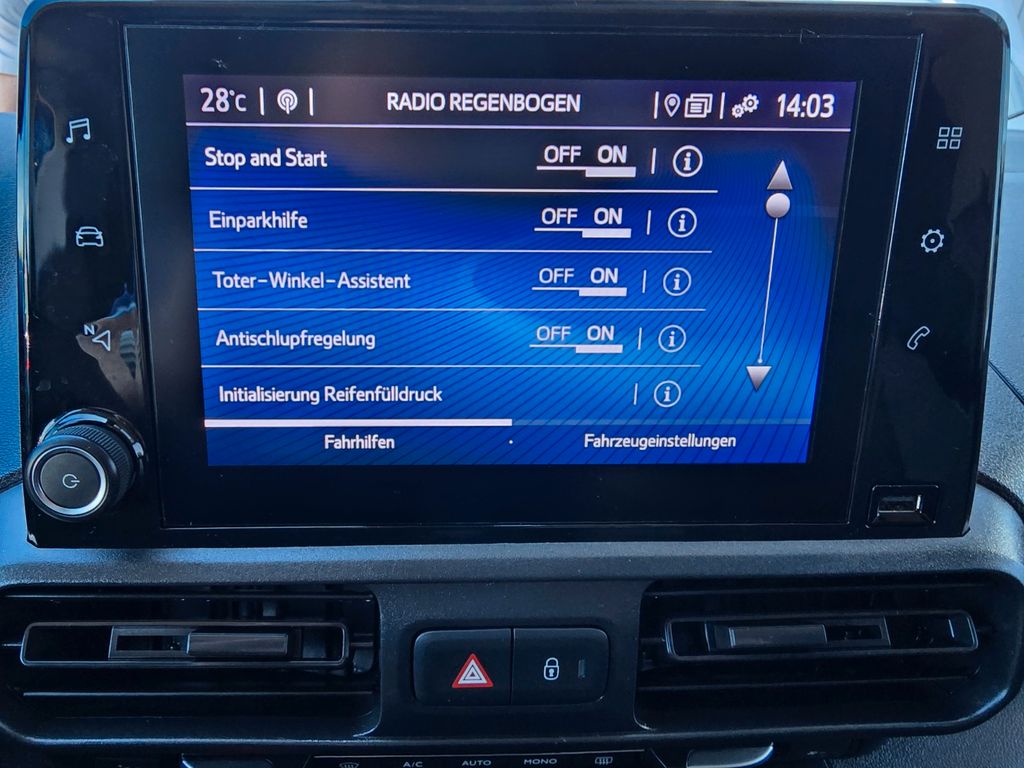 28°C RADIO REGENBOGEN 14:03
Stop and Start OFF ON
Einparkhilfe OFF ON
Toter-Winkel-Assistent OFF ON
N
Antischlupfregelung OFF ON
Initialisierung Reifenfülldruck
Fahrhilfen Fahrzeugeinstellungen
A/C AUTO MONO